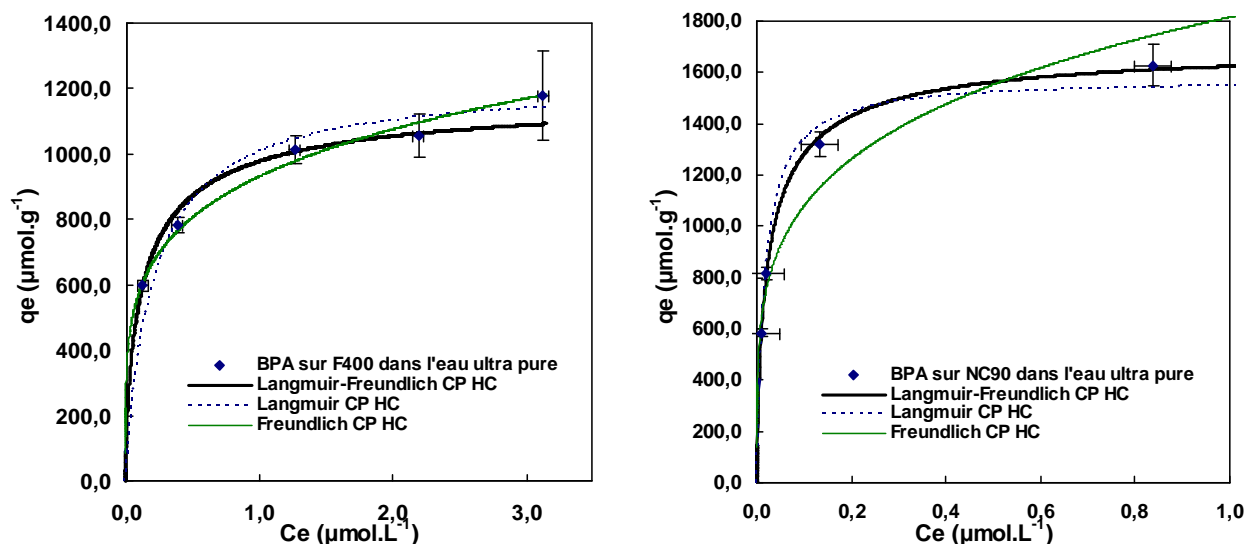 1400,0
1200,0
1000,0
800,0
600,0
400,0
200,0
0,0
qe (µmol.g⁻¹)
BPA sur F400 dans l'eau ultra pure
Langmuir-Freundlich CP HC
Langmuir CP HC
Freundlich CP HC
0,0 1,0 2,0 3,0
Ce (µmol.L⁻¹)
1800,0
1600,0
1400,0
1200,0
1000,0
800,0
600,0
400,0
200,0
0,0
qe (µmol.g⁻¹)
BPA sur NC90 dans l'eau ultra pure
Langmuir-Freundlich CP HC
Langmuir CP HC
Freundlich CP HC
0,0 0,2 0,4 0,6 0,8 1,0
Ce (µmol.L⁻¹)